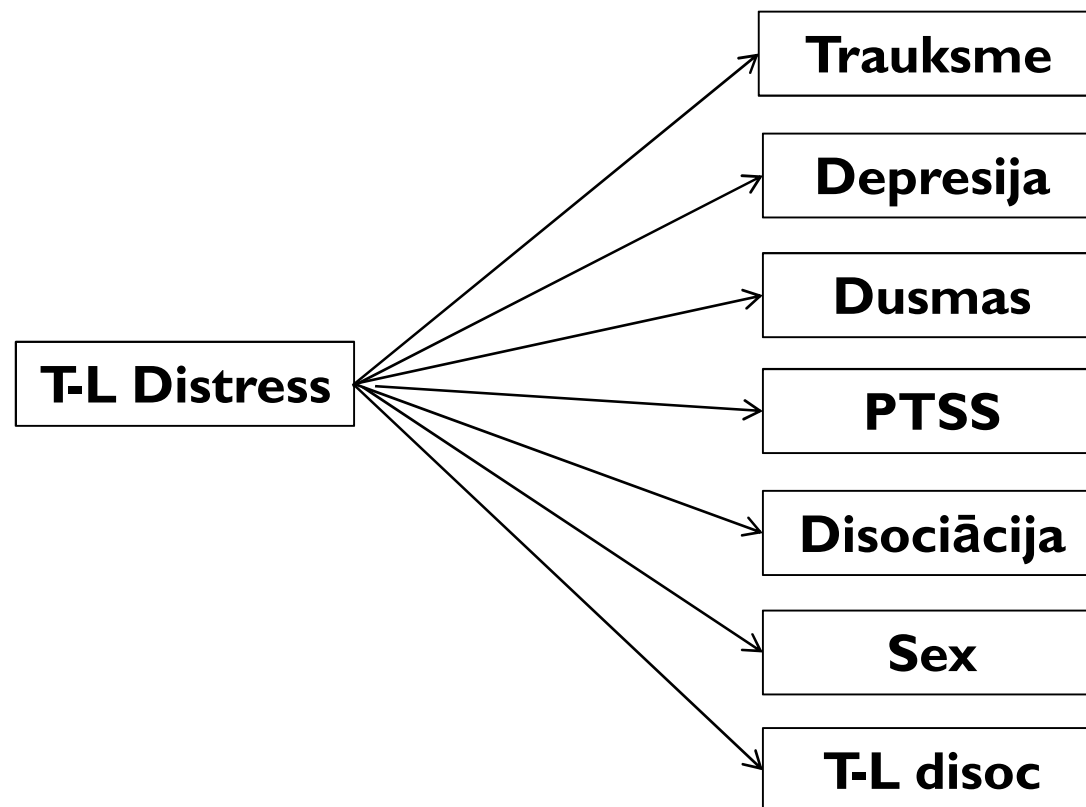 Trauksme
Depresija
Dusmas
T-L Distress
PTSS
Disociācija
Sex
T-L disoc